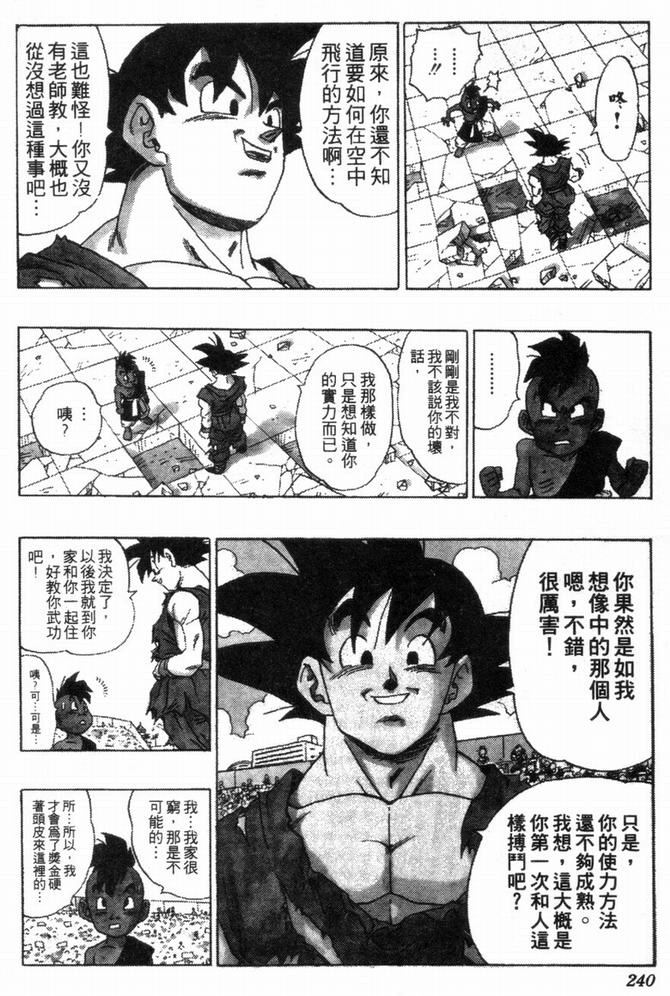 咚！
…‼
原來，你還不知
道要如何在空中
飛行的方法啊…
這也難怪！你又沒
有老師教，大概也
從沒想過這種事吧…
………
剛剛是我不對，
我不該說你的壞
話，
我那樣做，
只是想知道你
的實力而已。
…
咦？
你果然是如我
想像中的那個人
嗯，不錯，
很厲害！
只是，
你的使力方法
還不夠成熟。
我想，這大概是
你第一次和人這
樣搏鬥吧？
我決定了，
以後我就到你
家和你一起住
，好教你武功
吧！
咦？可…可是…
我…我家很
窮，那是不
可能的…
所…所以，我
才會爲了獎金硬
著頭皮來這裡的…
240